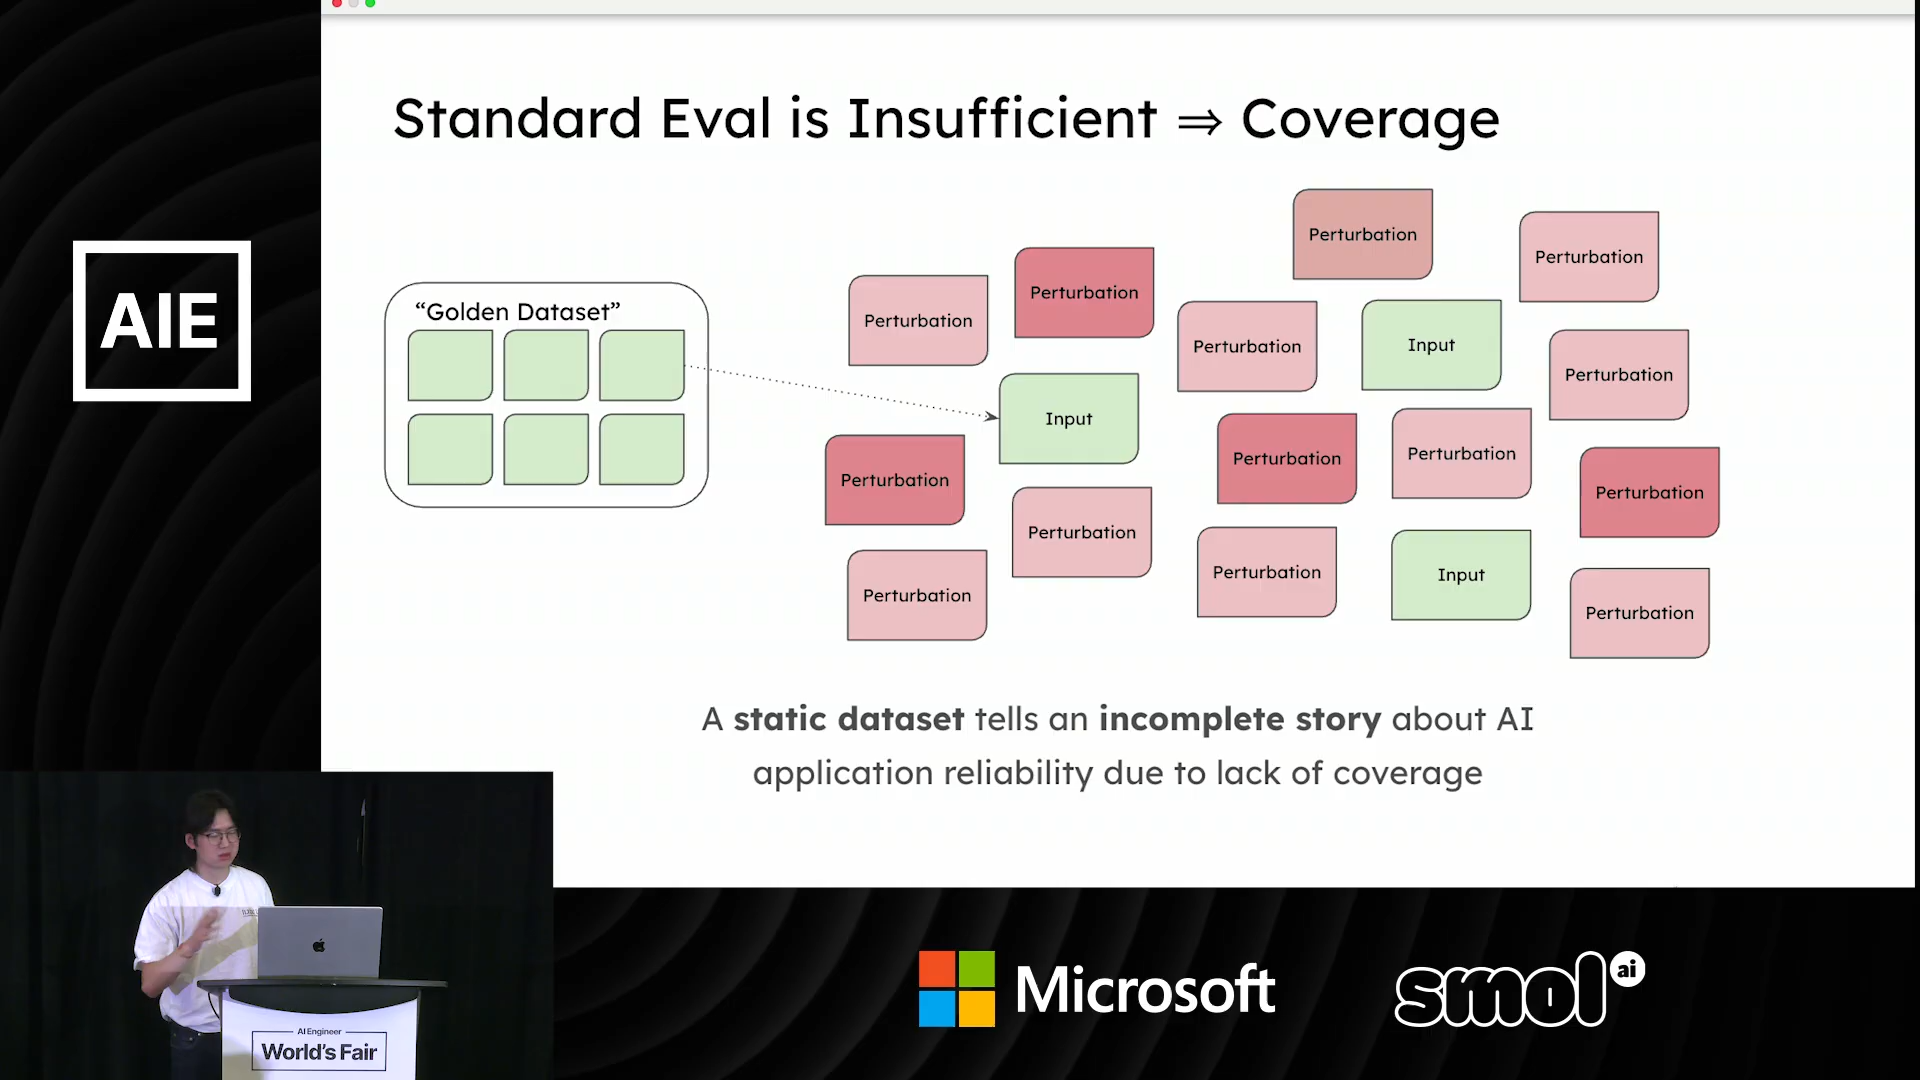 Standard Eval is Insufficient ⇒ Coverage
AIE
“Golden Dataset”
Perturbation
Perturbation
Perturbation
Perturbation
Perturbation
Input
Perturbation
Input
Perturbation
Perturbation
Perturbation
Perturbation
Perturbation
Perturbation
Perturbation
Input
Perturbation
Perturbation
A static dataset tells an incomplete story about AI
application reliability due to lack of coverage
Microsoft
smol ai
AI Engineer
World's Fair